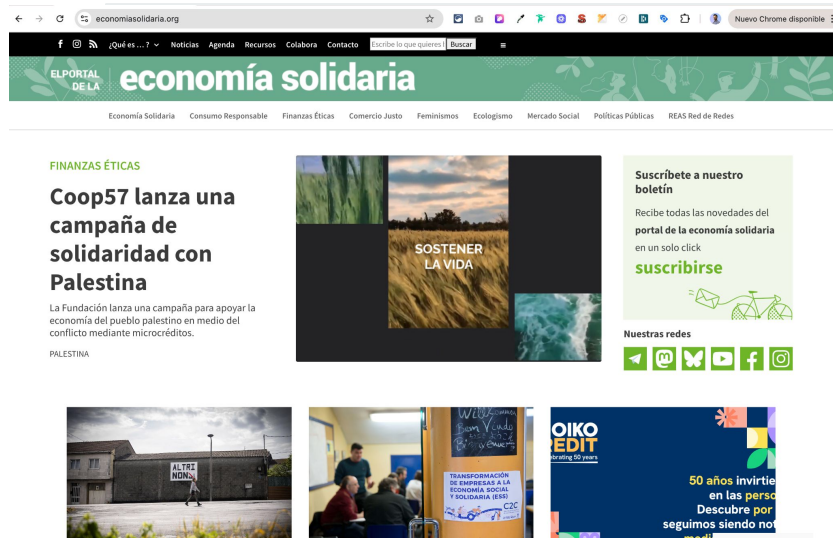 economiasolidaria.org
Nuevo Chrome disponible
¿Qué es … ?
Noticias
Agenda
Recursos
Colabora
Contacto
Escribe lo que quieres
Buscar
EL PORTAL
DE LA
economía solidaria
Economía Solidaria
Consumo Responsable
Finanzas Éticas
Comercio Justo
Feminismos
Ecologismo
Mercado Social
Políticas Públicas
REAS Red de Redes
FINANZAS ÉTICAS
Coop57 lanza una
campaña de
solidaridad con
Palestina
La Fundación lanza una campaña para apoyar la
economía del pueblo palestino en medio del
conflicto mediante microcréditos.
PALESTINA
SOSTENER
LA VIDA
Suscríbete a nuestro
boletín
Recibe todas las novedades del
portal de la economía solidaria
en un solo click
suscribirse
Nuestras redes
ALTRI
NON
Bem Vindo
TRANSFORMACIÓN
DE EMPRESAS A LA
ECONOMÍA SOCIAL
Y SOLIDARIA (ESS)
C2C
OIKO
CREDIT
50 years
50 años
en las
Descubre por
seguimos siendo